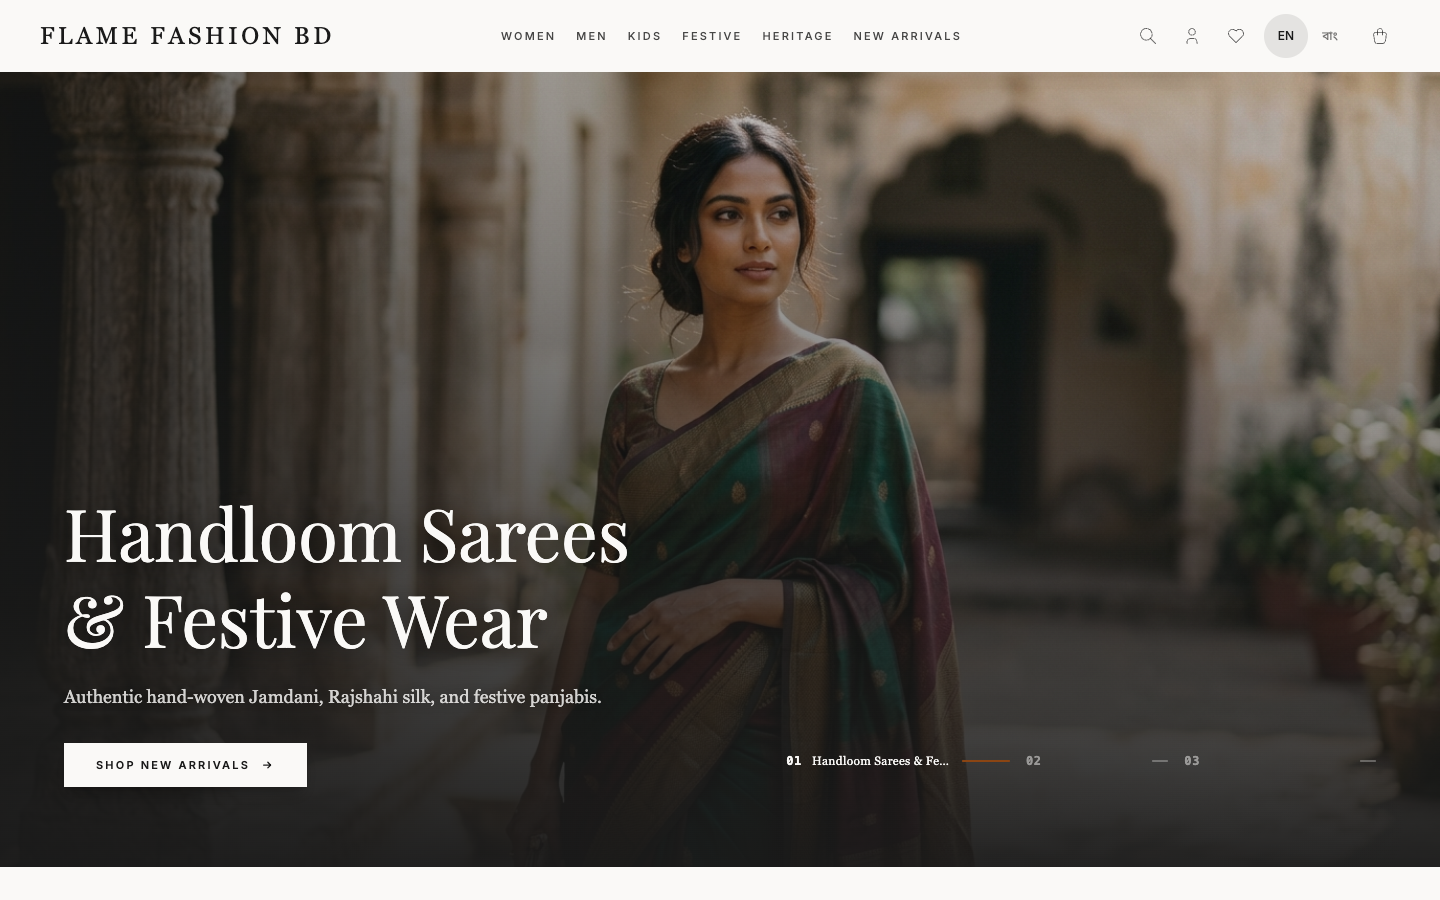 FLAME FASHION BD
WOMEN MEN KIDS FESTIVE HERITAGE NEW ARRIVALS
EN বাং
Handloom Sarees
& Festive Wear
Authentic hand-woven Jamdani, Rajshahi silk, and festive panjabis.
SHOP NEW ARRIVALS →
01 Handloom Sarees & Fe... 02 03